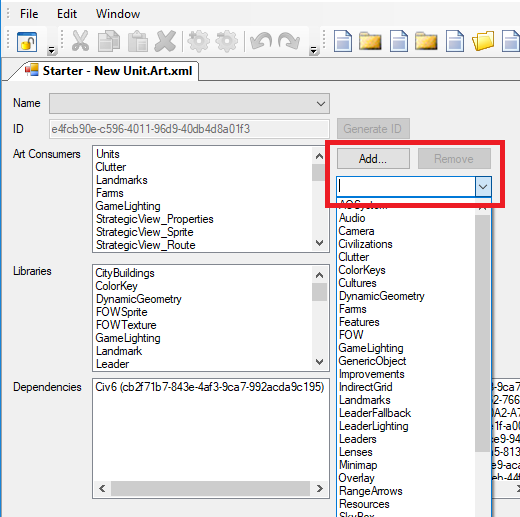 File Edit Window
Starter - New Unit.Art.xml
Name
ID e4fcb90e-c596-4011-96d9-40db4d8a01f3 Generate ID
Art Consumers
Units
Clutter
Landmarks
Farms
GameLighting
StrategicView_Properties
StrategicView_Sprite
StrategicView_Route
Add... Remove
AOSystem
Audio
Camera
Civilizations
Clutter
ColorKeys
Cultures
DynamicGeometry
Farms
Features
FOW
GameLighting
GenericObject
Improvements
IndirectGrid
Landmarks
LeaderFallback
LeaderLighting
Leaders
Lenses
Minimap
Overlay
RangeArrows
Resources
SkyBox
Libraries
CityBuildings
ColorKey
DynamicGeometry
FOWSprite
FOWTexture
GameLighting
Landmark
Leader
Dependencies
Civ6 (cb2f71b7-843e-4af3-9ca7-992acda9c195)